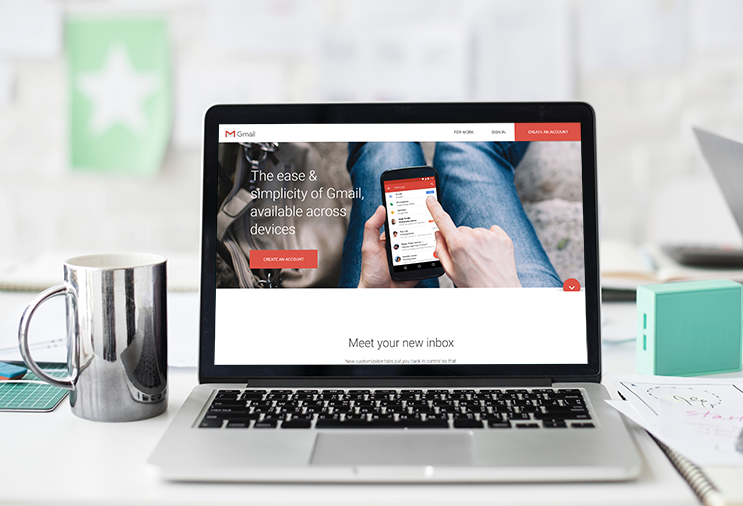 Gmail
FOR WORK
SIGN IN
CREATE AN ACCOUNT
The ease &
simplicity of Gmail,
available across
devices
CREATE AN ACCOUNT
Meet your new inbox
New customizable tabs put you back in control so that